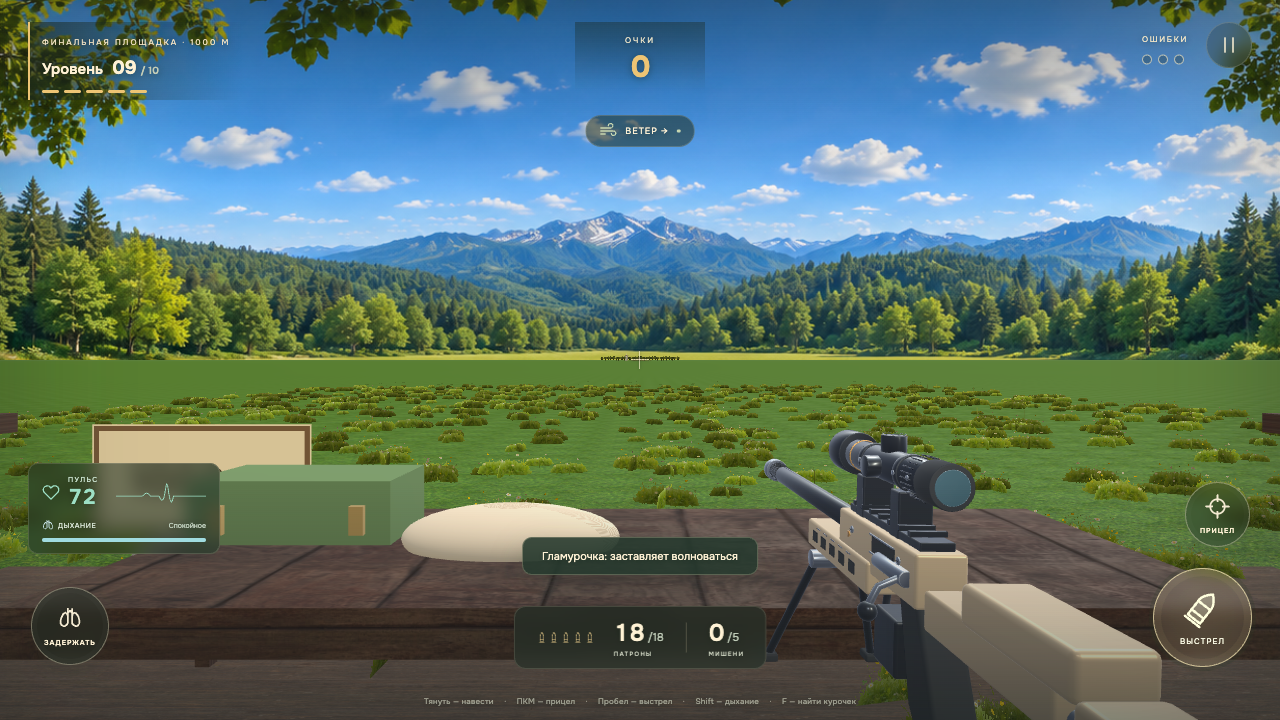 ФИНАЛЬНАЯ ПЛОЩАДКА · 1000 М
Уровень 09 / 10
ОЧКИ
0
ВЕТЕР →
ОШИБКИ
ПУЛЬС
72
ДЫХАНИЕ Спокойное
ЗАДЕРЖАТЬ
Гламурочка: заставляет волноваться
18 /18
ПАТРОНЫ
0 /5
МИШЕНИ
ПРИЦЕЛ
ВЫСТРЕЛ
Тянуть — навести · ПКМ — прицел · Пробел — выстрел · Shift — дыхание · F — найти курочек